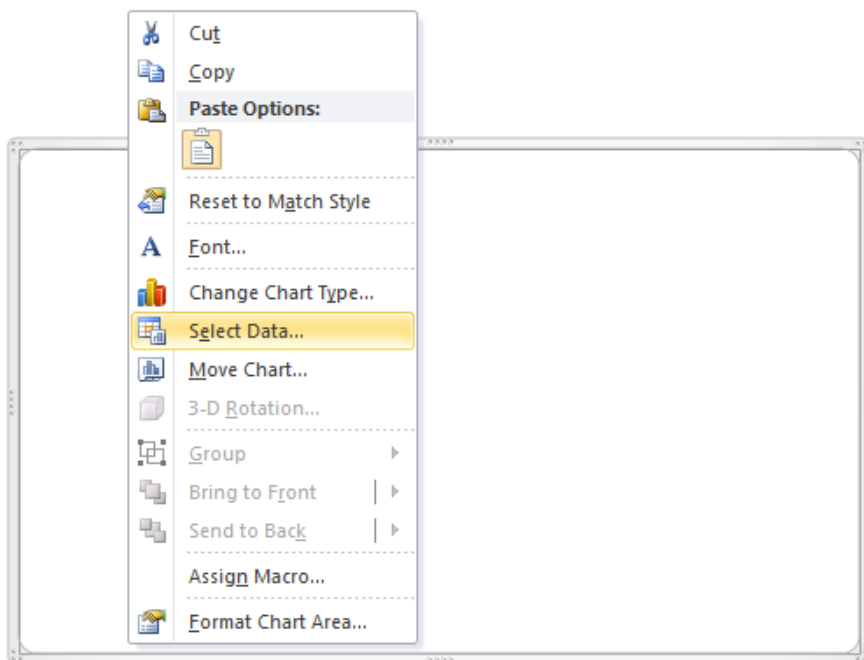 Cut
Copy
Paste Options:
Reset to Match Style
Font...
Change Chart Type...
Select Data...
Move Chart...
3-D Rotation...
Group
Bring to Front
Send to Back
Assign Macro...
Format Chart Area...